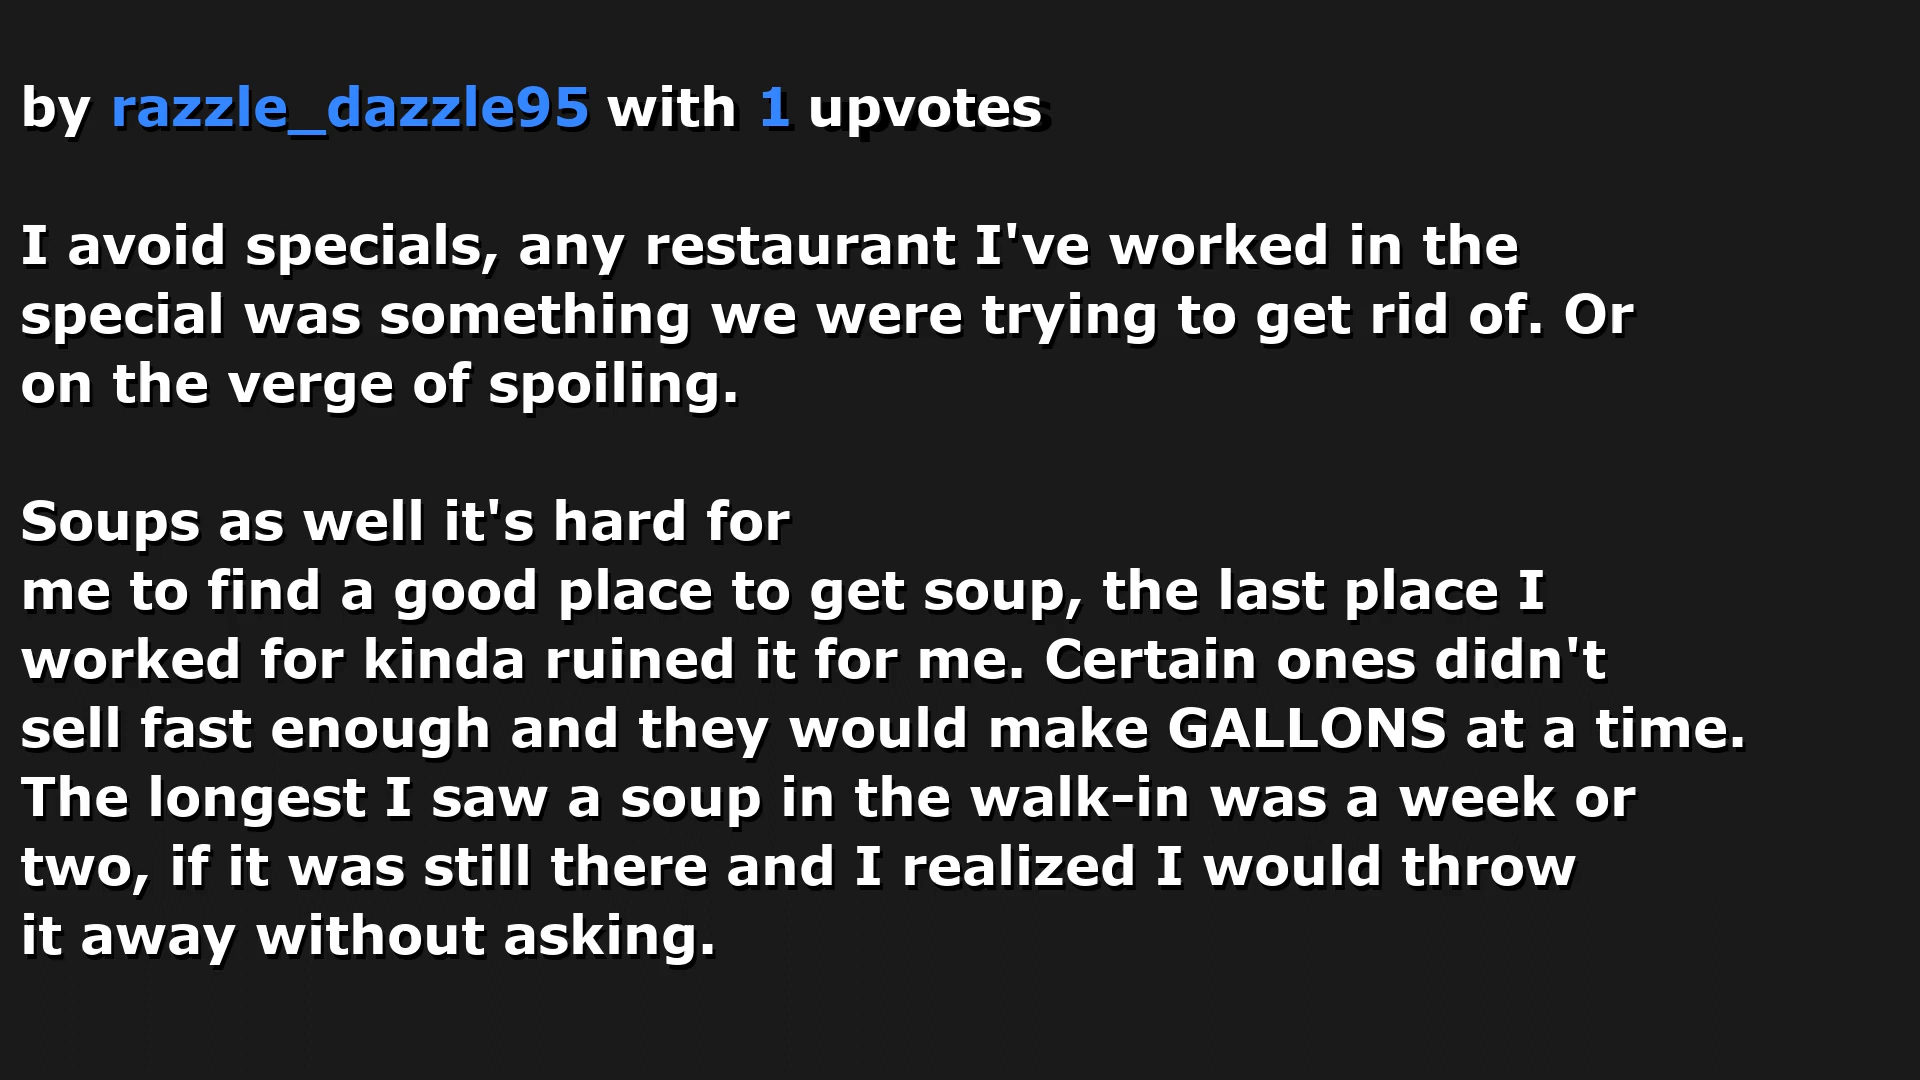 by razzle_dazzle95 with 1 upvotes
I avoid specials, any restaurant I've worked in the
special was something we were trying to get rid of. Or
on the verge of spoiling.
Soups as well it's hard for
me to find a good place to get soup, the last place I
worked for kinda ruined it for me. Certain ones didn't
sell fast enough and they would make GALLONS at a time.
The longest I saw a soup in the walk-in was a week or
two, if it was still there and I realized I would throw
it away without asking.